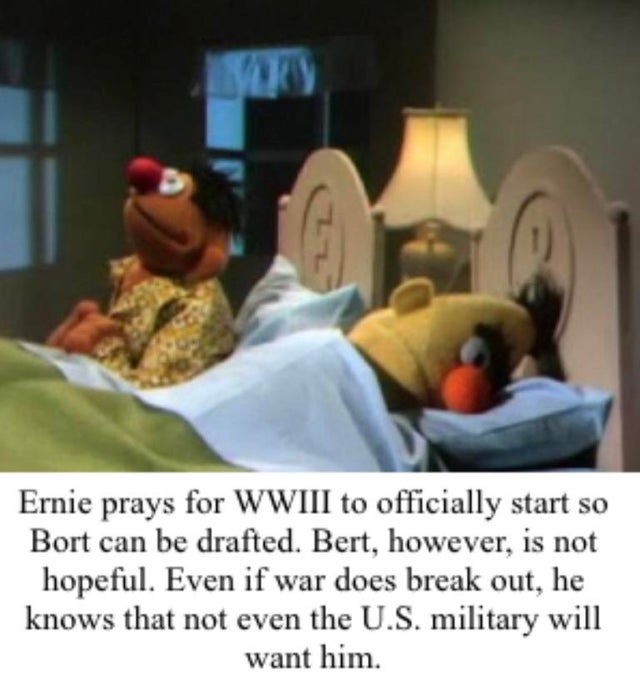 E
B
Ernie prays for WWIII to officially start so
Bort can be drafted. Bert, however, is not
hopeful. Even if war does break out, he
knows that not even the U.S. military will
want him.